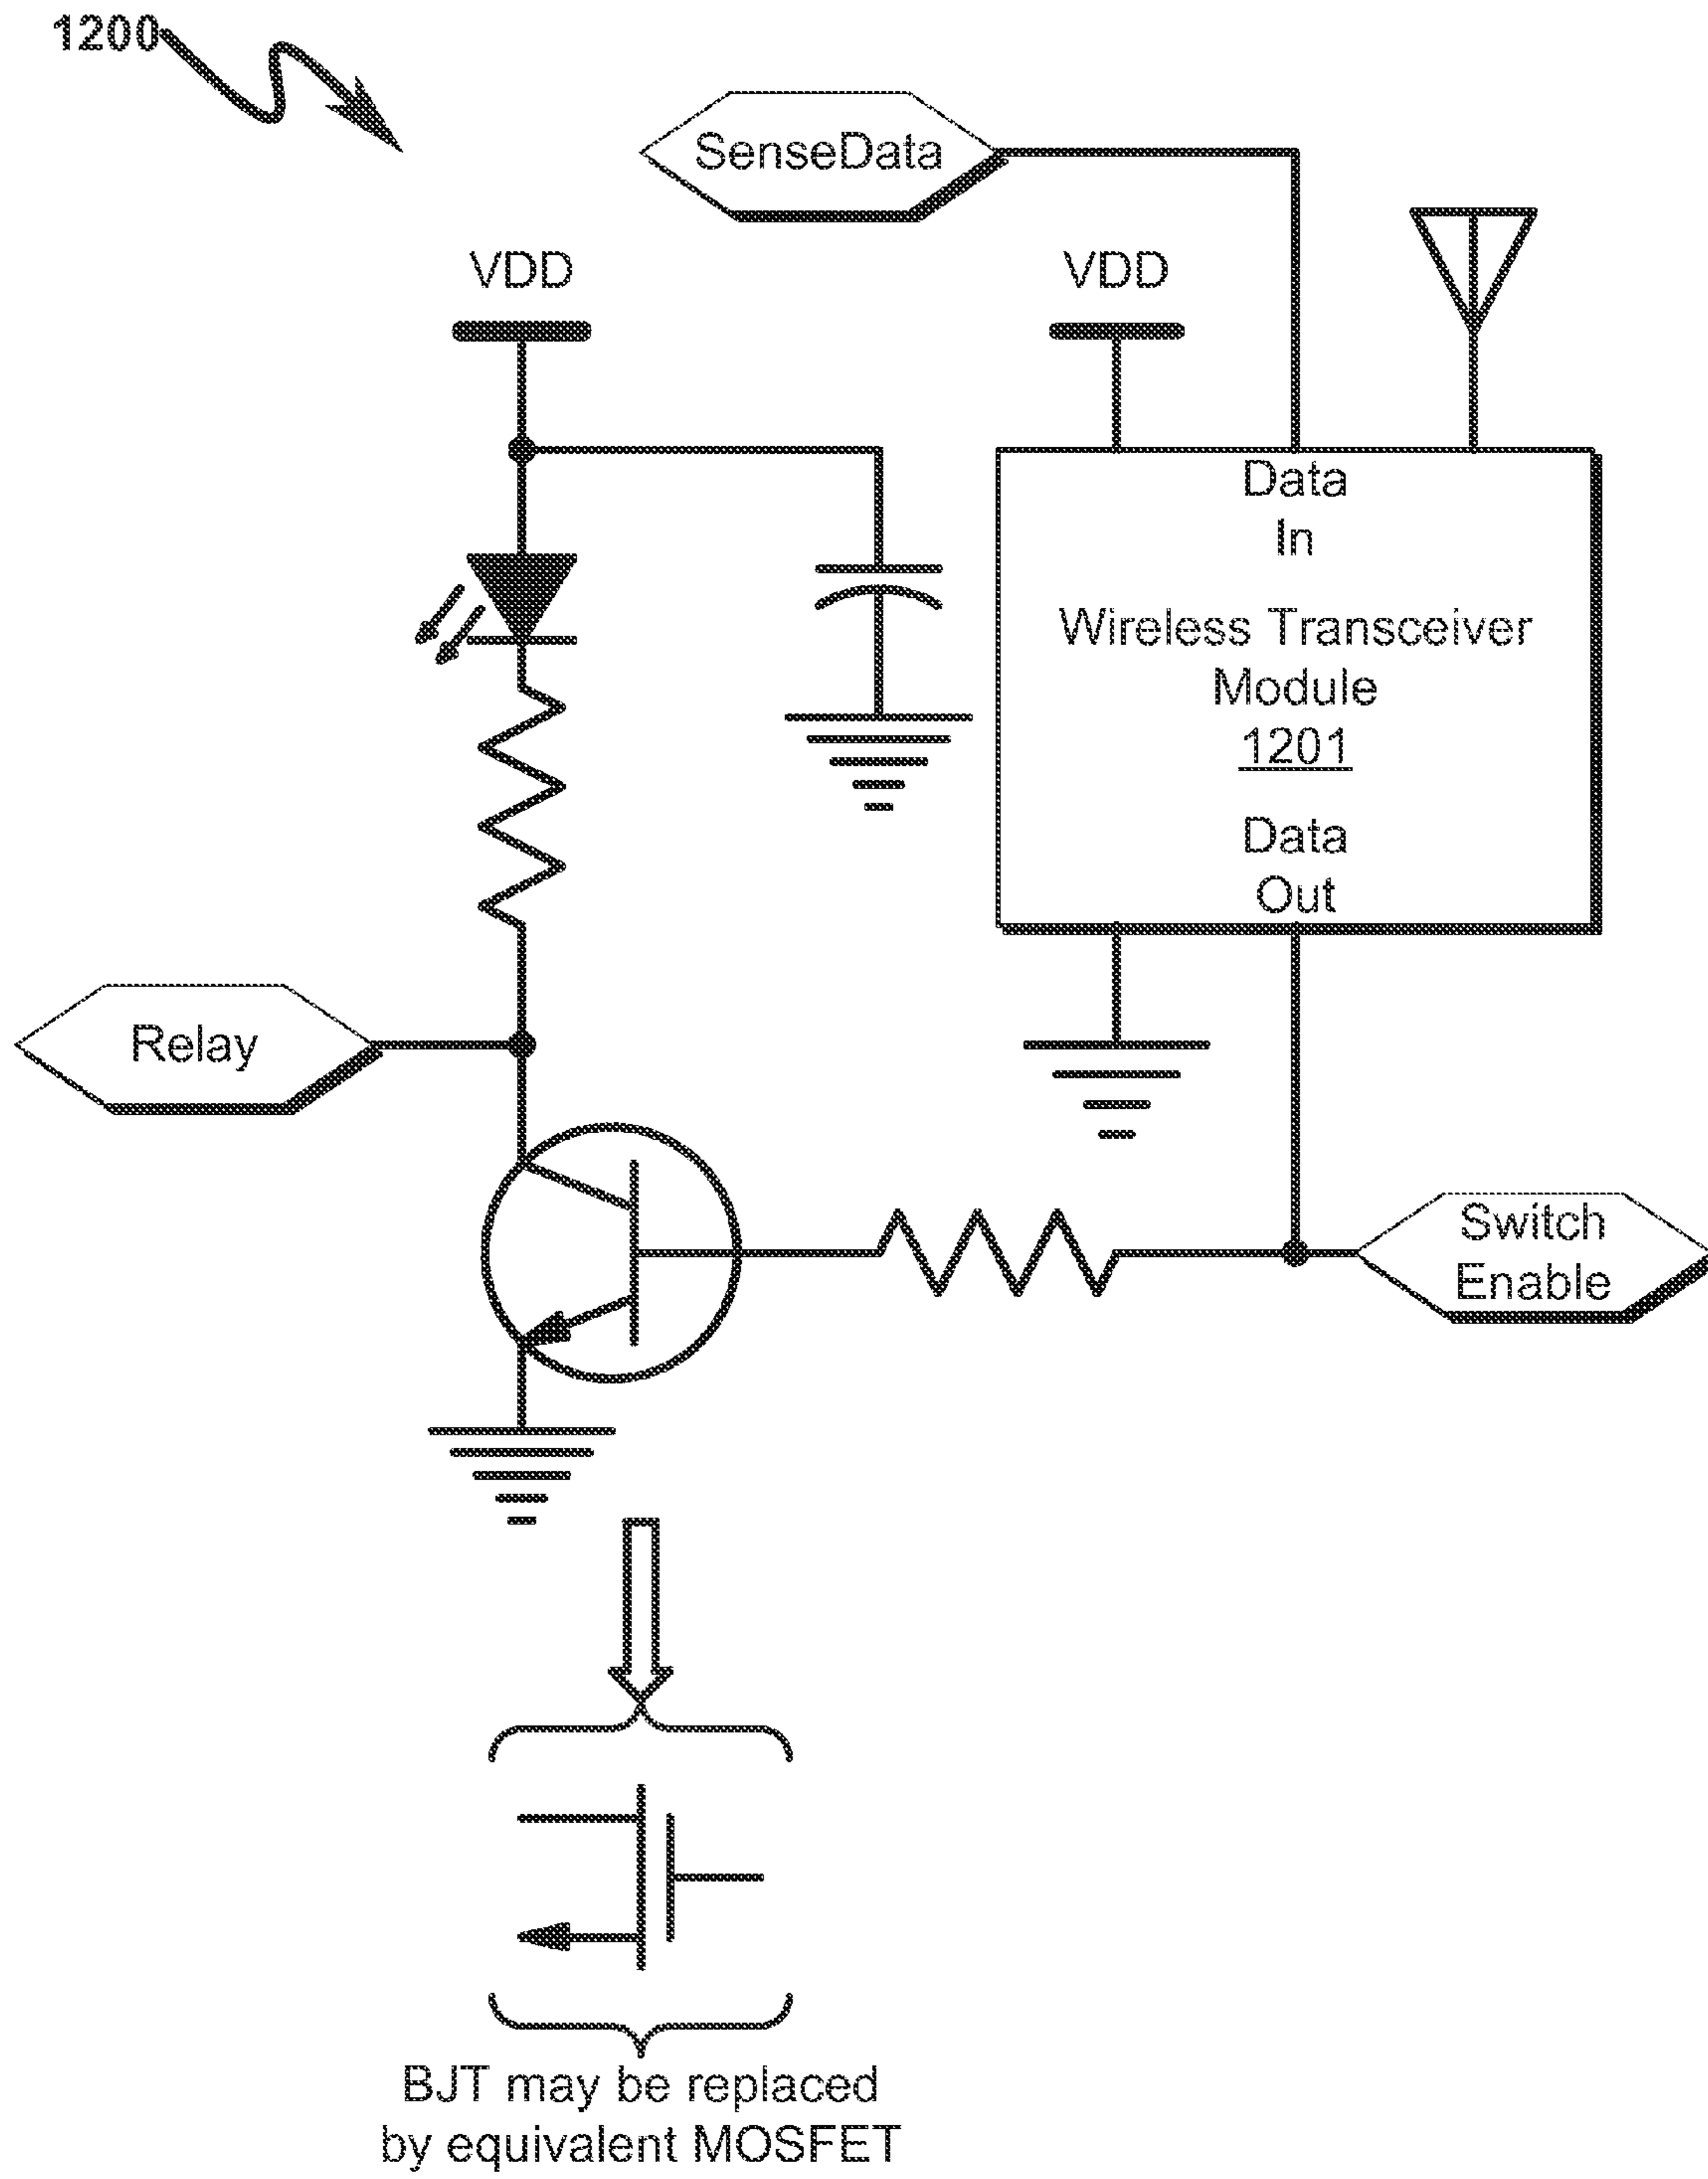 1200
SenseData
VDD
VDD
Data
In
Wireless Transceiver
Module
1201
Data
Out
Relay
Switch
Enable
BJT may be replaced
by equivalent MOSFET